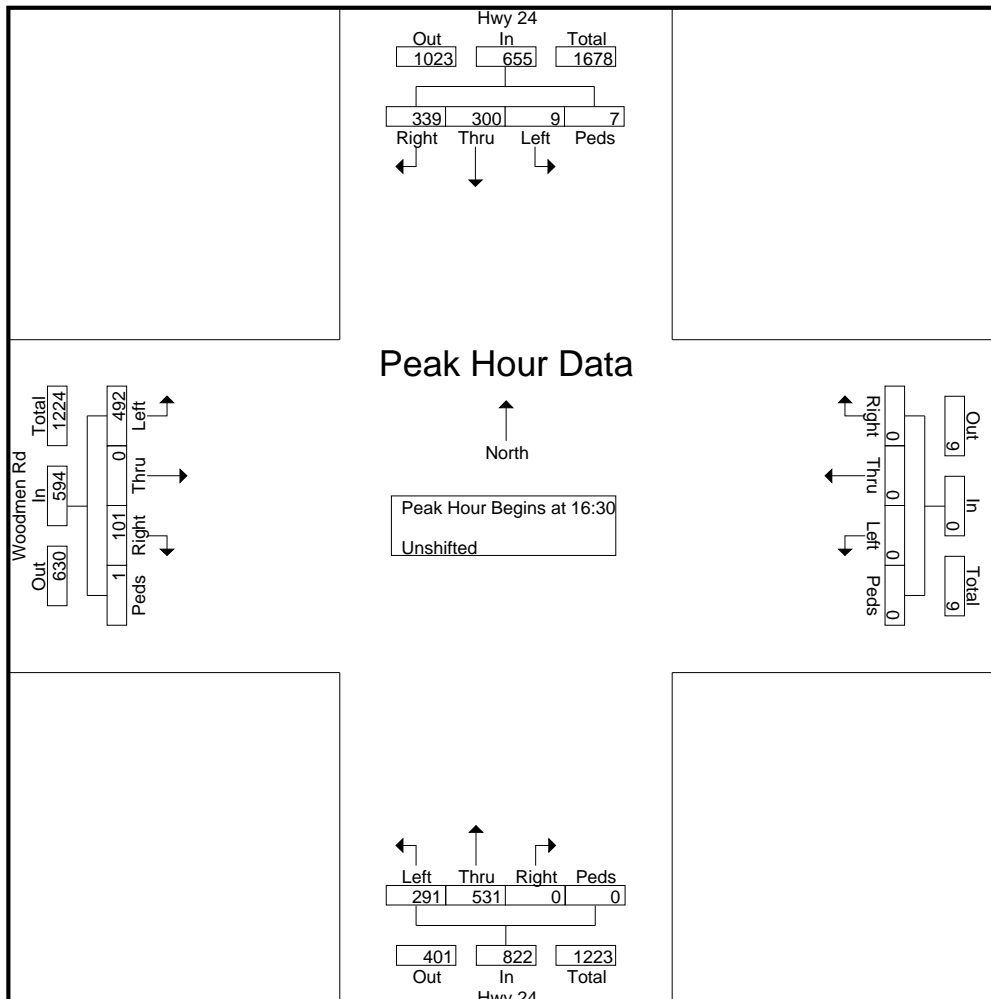 Hwy 24
Out In Total
1023 655 1678
339 300 9 7
Right Thru Left Peds
Peak Hour Data
North
Peak Hour Begins at 16:30
Unshifted
Woodmen Rd
Total In Out
1224 594 630
492 0 101 1
Left Thru Right Peds
Right Thru Left Peds
0 0 0 0
Out In Total
9 0 9
Left Thru Right Peds
291 531 0 0
401 822 1223
Out In Total
Hwy 24